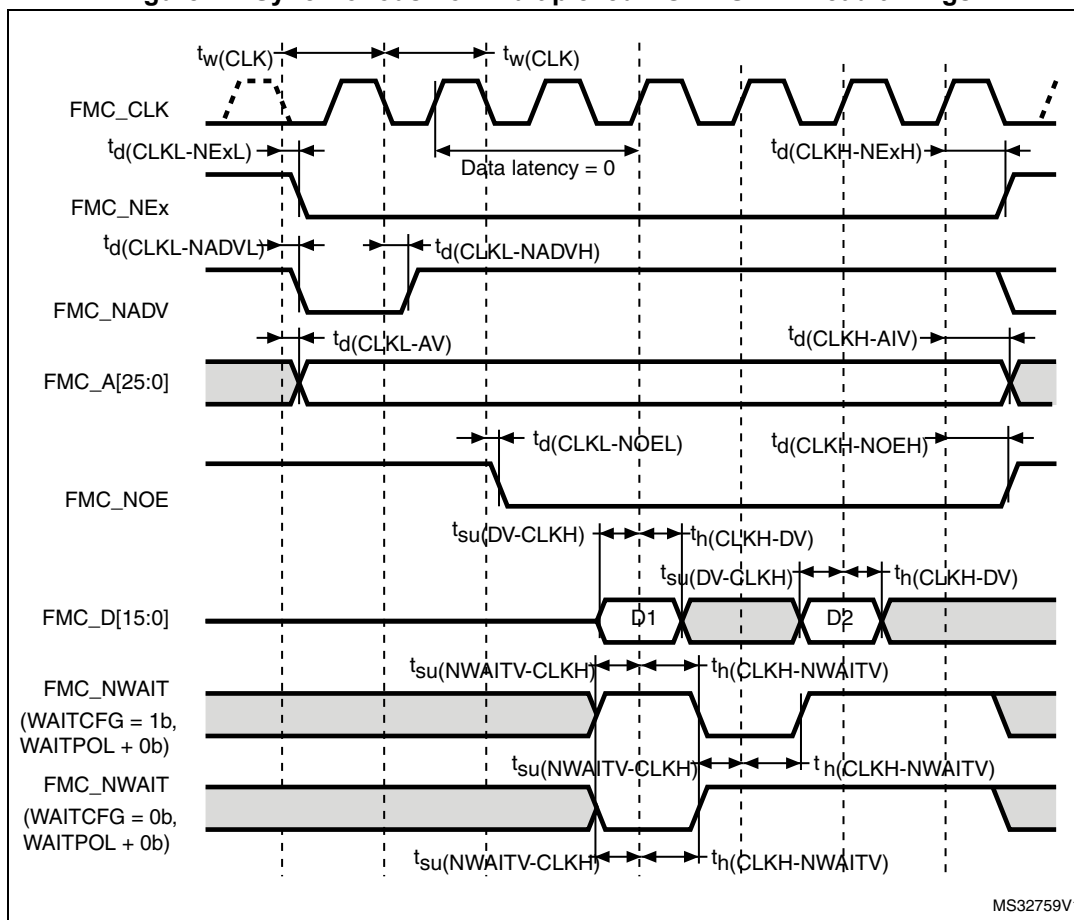 tw(CLK) tw(CLK)
FMC_CLK
td(CLKL-NExL) Data latency = 0 td(CLKH-NExH)
FMC_NEx
td(CLKL-NADVL) td(CLKL-NADVH)
FMC_NADV
td(CLKL-AV) td(CLKH-AIV)
FMC_A[25:0]
td(CLKL-NOEL) td(CLKH-NOEH)
FMC_NOE
tsu(DV-CLKH) th(CLKH-DV)
tsu(DV-CLKH) th(CLKH-DV)
FMC_D[15:0] D1 D2
tsu(NWAITV-CLKH) th(CLKH-NWAITV)
FMC_NWAIT
(WAITCFG = 1b,
WAITPOL + 0b)
tsu(NWAITV-CLKH) t h(CLKH-NWAITV)
FMC_NWAIT
(WAITCFG = 0b,
WAITPOL + 0b)
tsu(NWAITV-CLKH) th(CLKH-NWAITV)